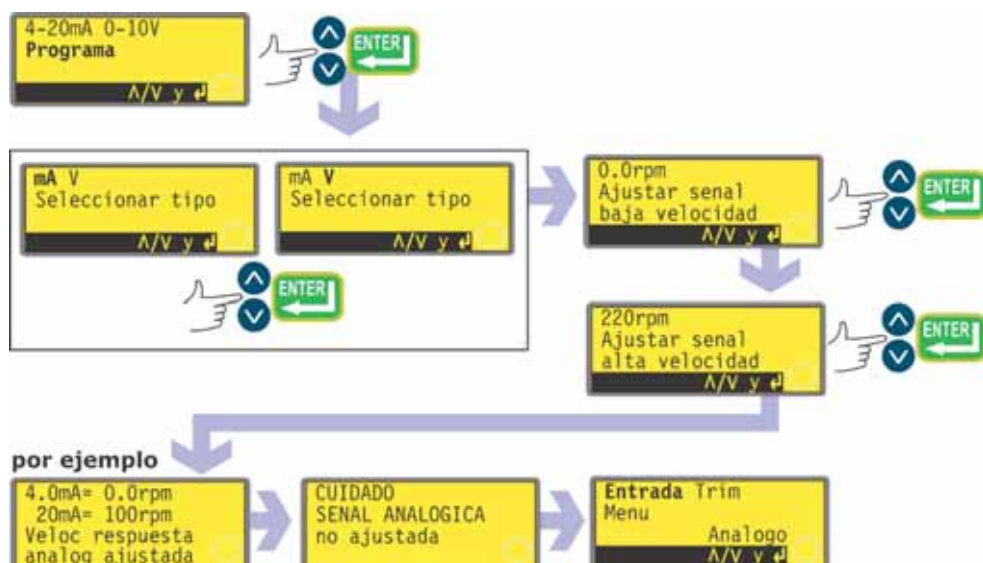 4-20mA 0-10V
Programa
Λ/V y ↵
ENTER
mA V
Seleccionar tipo
Λ/V y ↵
mA V
Seleccionar tipo
Λ/V y ↵
ENTER
0.0rpm
Ajustar senal
baja velocidad
Λ/V y ↵
ENTER
220rpm
Ajustar senal
alta velocidad
Λ/V y ↵
ENTER
por ejemplo
4.0mA= 0.0rpm
20mA= 100rpm
Veloc respuesta
analog ajustada
CUIDADO
SENAL ANALOGICA
no ajustada
Entrada Trim
Menu
Analogo
Λ/V y ↵